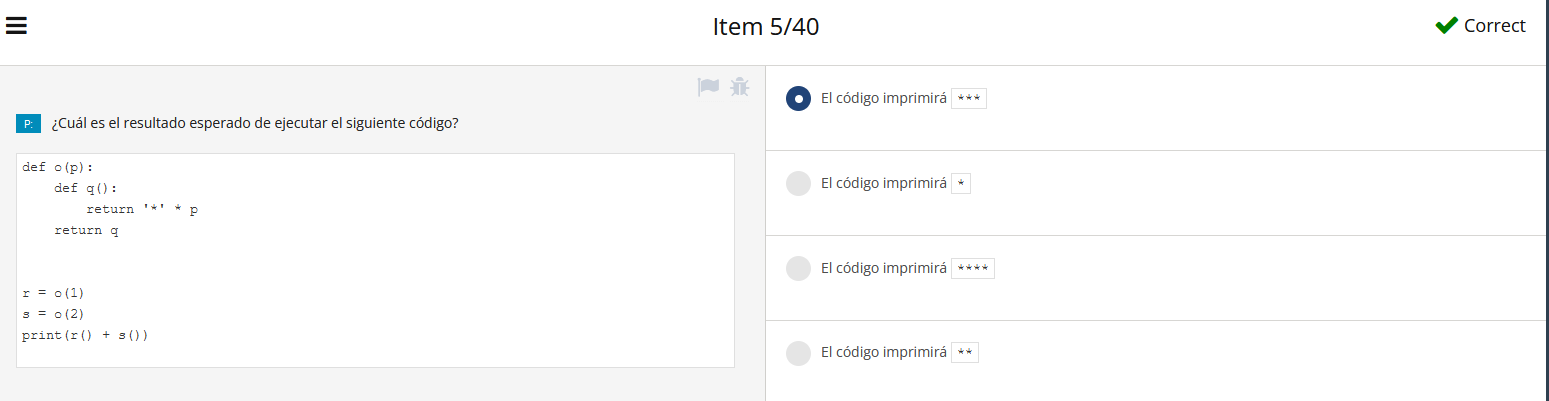 Item 5/40
Correct
P: ¿Cuál es el resultado esperado de ejecutar el siguiente código?
def o(p):
    def q():
        return '*' * p
    return q
r = o(1)
s = o(2)
print(r() + s())
El código imprimirá ***
El código imprimirá *
El código imprimirá ****
El código imprimirá **